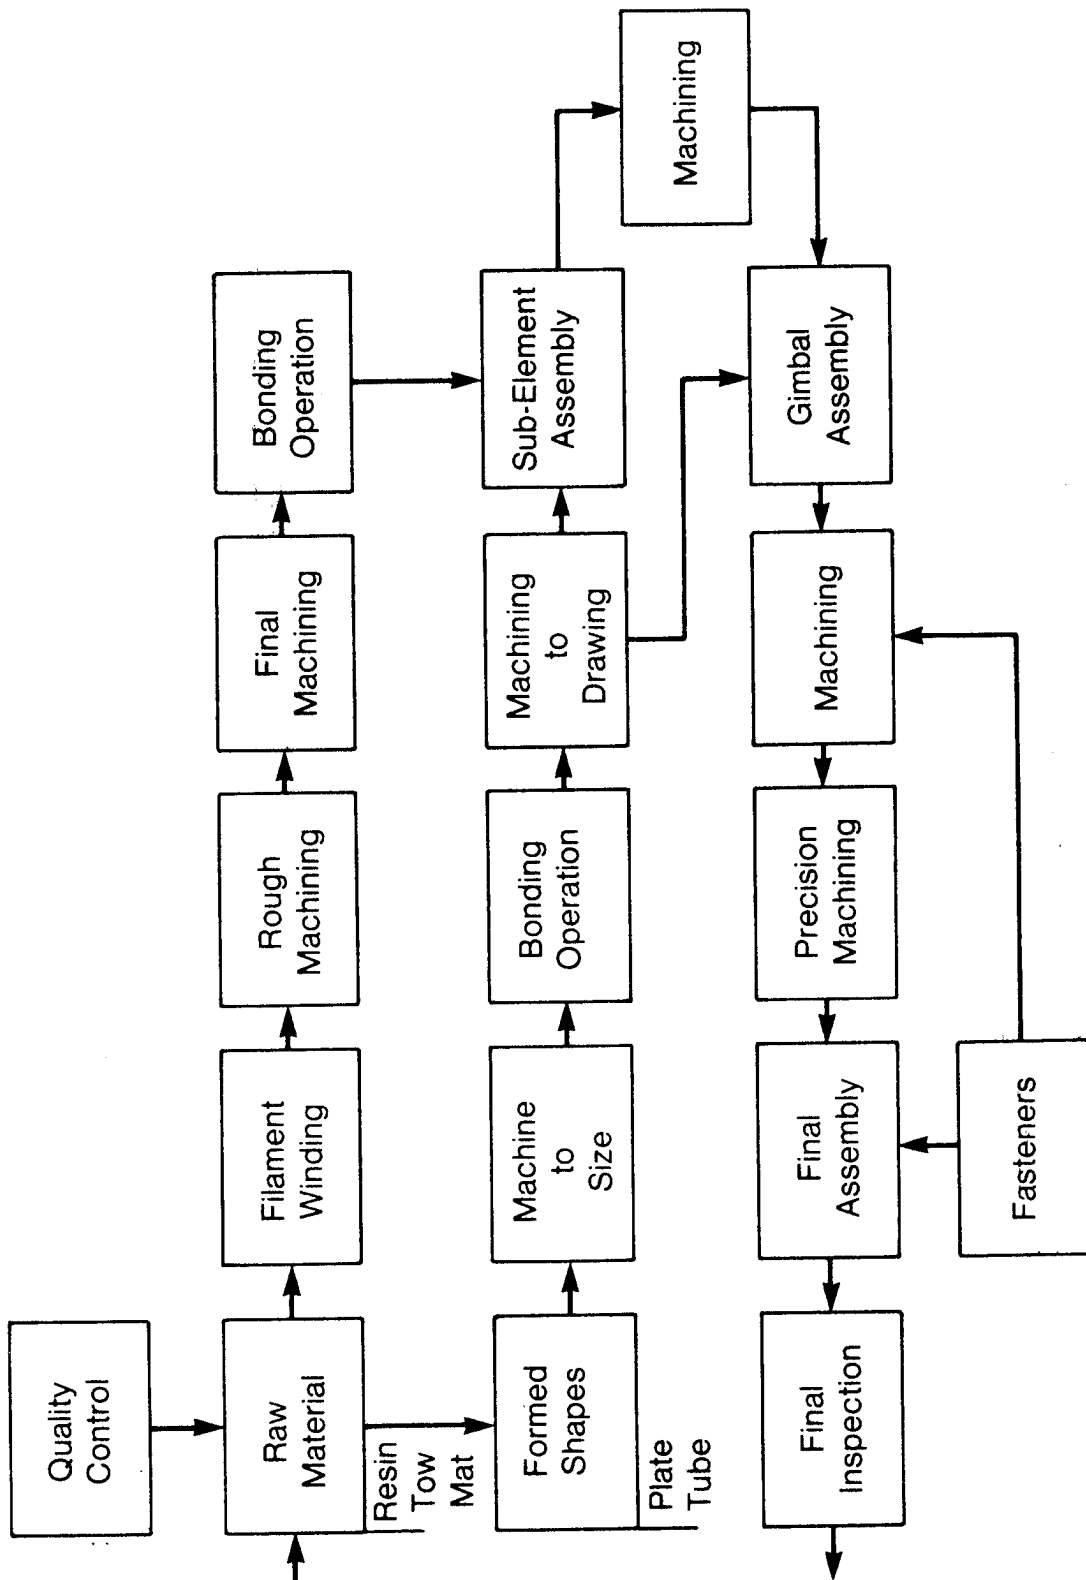 Quality
Control
Raw
Material
Resin
Tow
Mat
Filament
Winding
Rough
Machining
Final
Machining
Bonding
Operation
Formed
Shapes
Plate
Tube
Machine
to
Size
Bonding
Operation
Machining
to
Drawing
Sub-Element
Assembly
Machining
Gimbal
Assembly
Machining
Precision
Machining
Final
Assembly
Final
Inspection
Fasteners